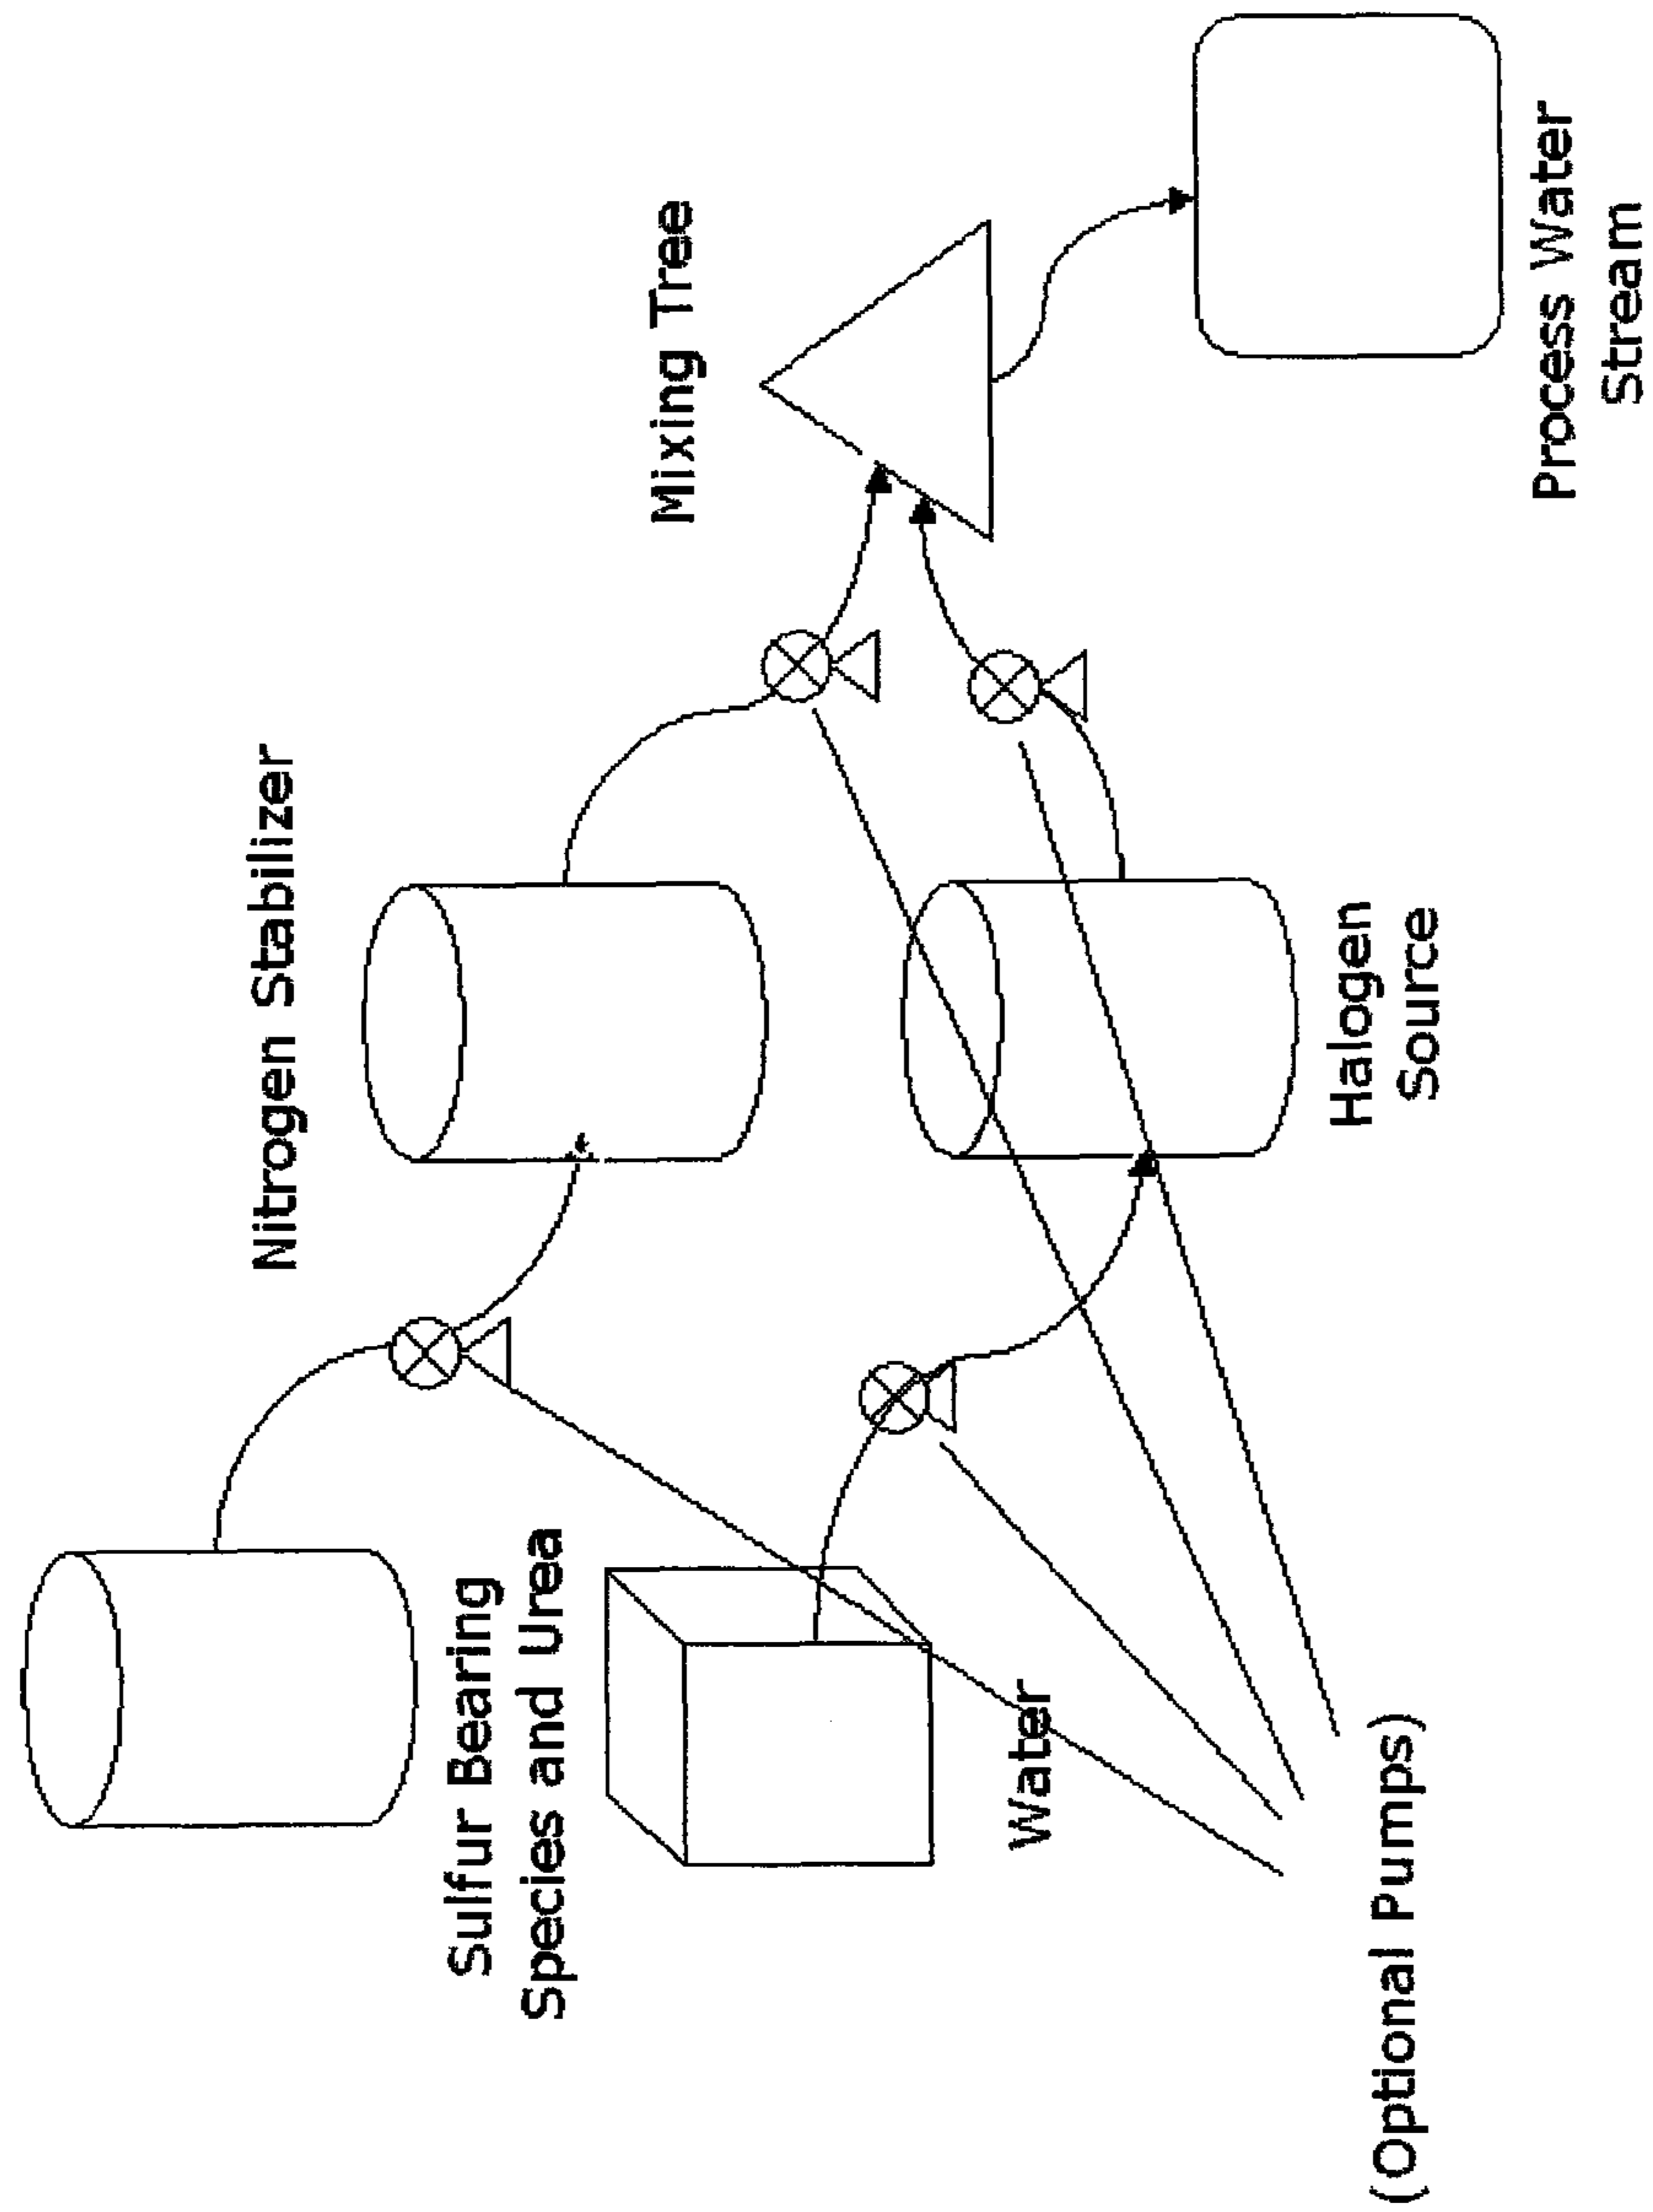 Sulfur Bearing
Species and Urea
Nitrogen Stabilizer
Mixing Tree
Water
Halogen
Source
Process Water
Stream
(Optional Pumps)